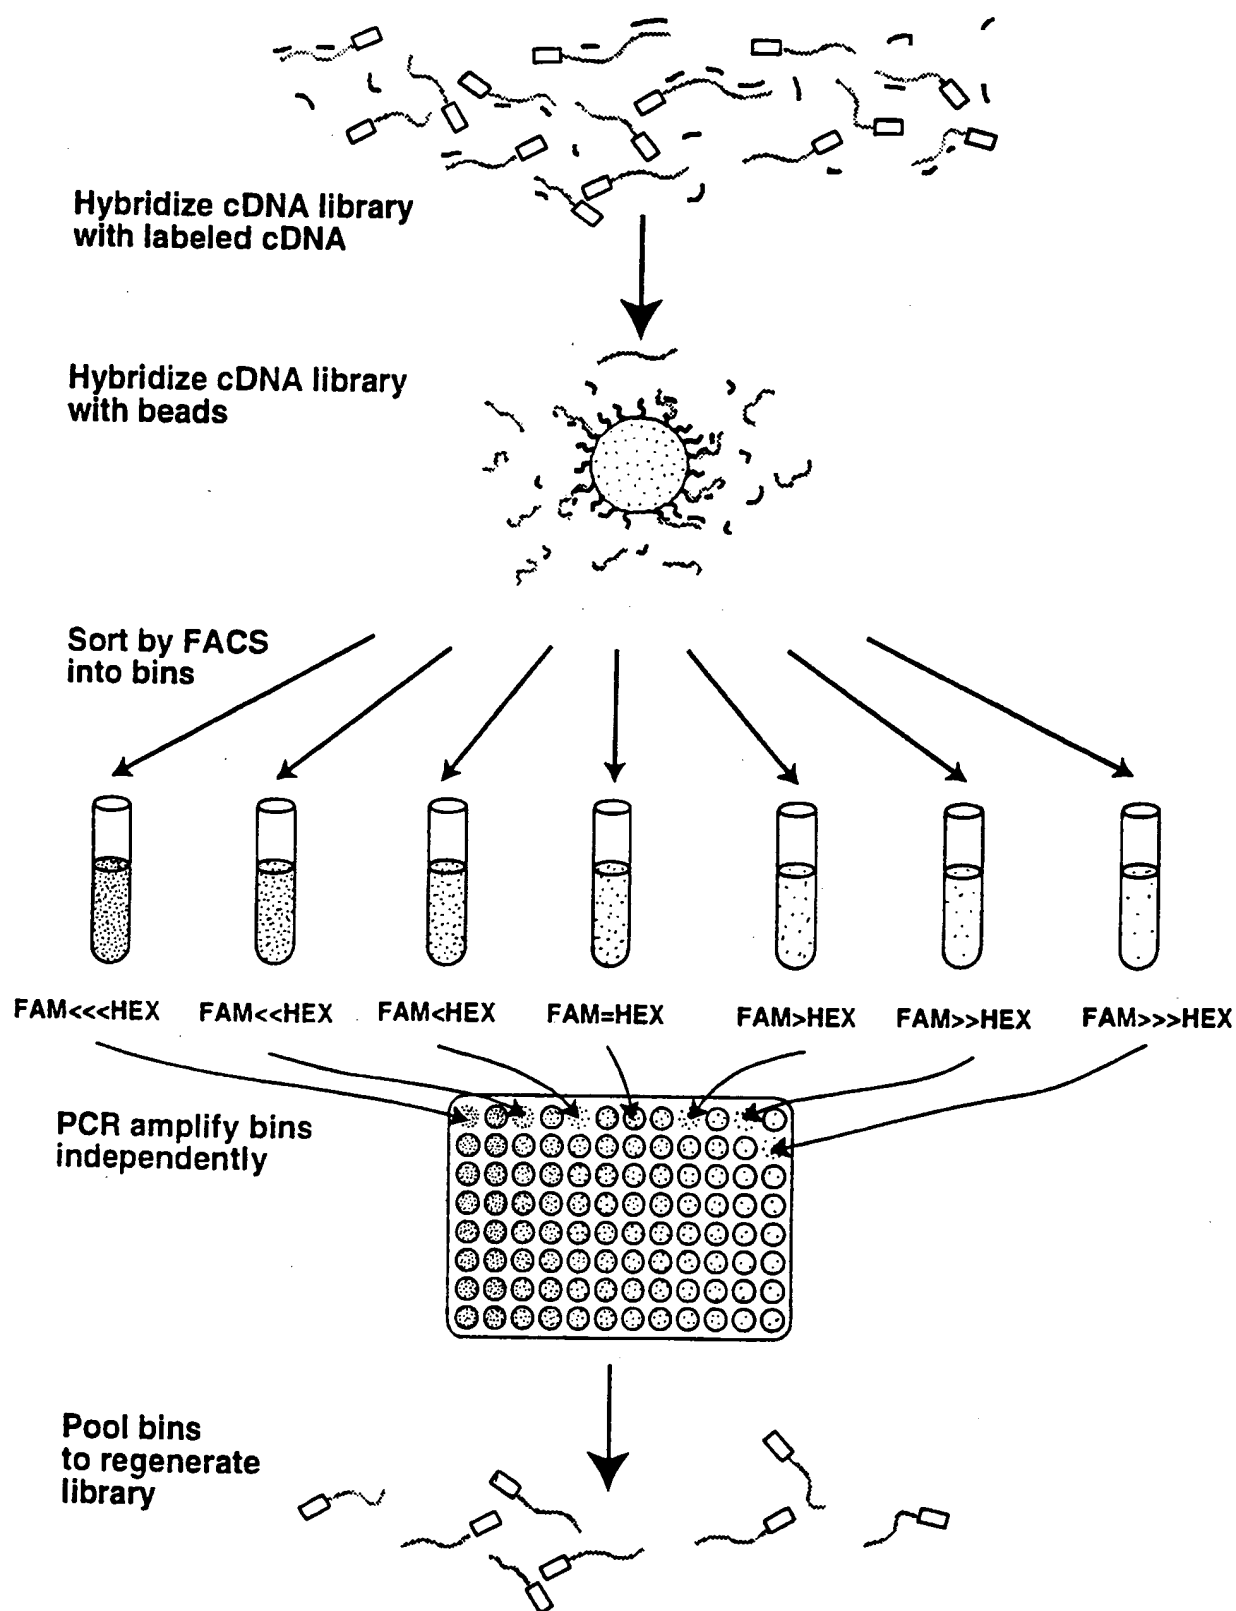 Hybridize cDNA library
with labeled cDNA
Hybridize cDNA library
with beads
Sort by FACS
into bins
FAM<<<HEX
FAM<<HEX
FAM<HEX
FAM=HEX
FAM>HEX
FAM>>HEX
FAM>>>HEX
PCR amplify bins
independently
Pool bins
to regenerate
library